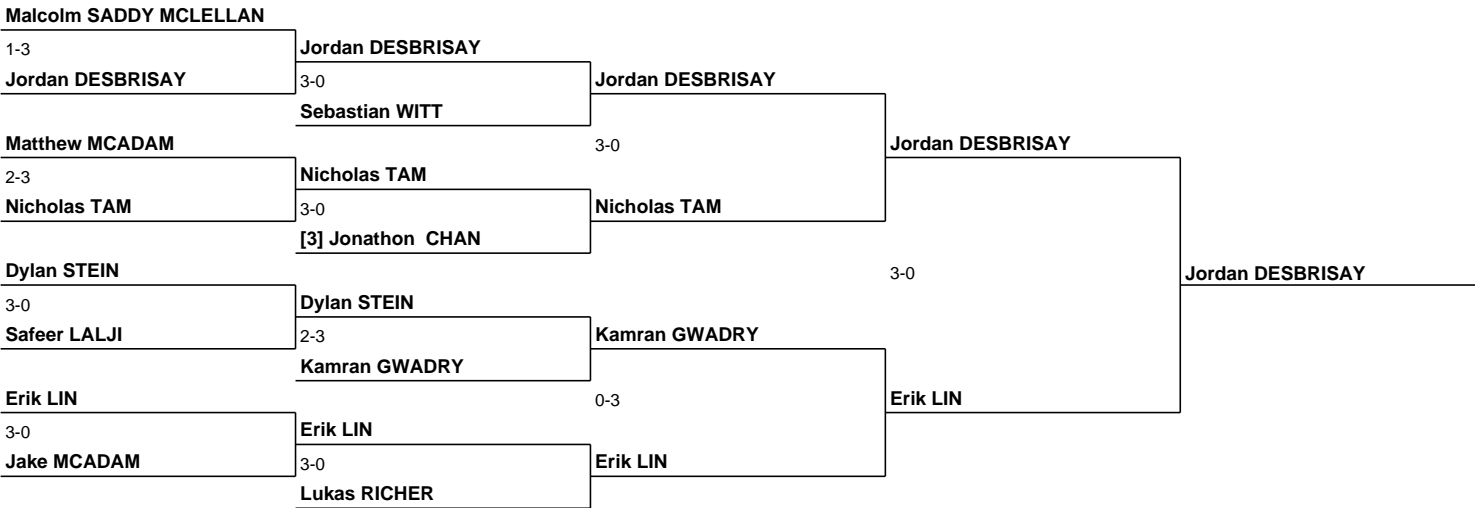 Malcolm SADDY MCLELLAN
1-3
Jordan DESBRISAY
Jordan DESBRISAY
3-0
Jordan DESBRISAY
Sebastian WITT
Matthew MCADAM
3-0
Jordan DESBRISAY
2-3
Nicholas TAM
Nicholas TAM
3-0
Nicholas TAM
[3] Jonathon CHAN
Dylan STEIN
3-0
Jordan DESBRISAY
3-0
Dylan STEIN
Safeer LALJI
2-3
Kamran GWADRY
Kamran GWADRY
Erik LIN
0-3
Erik LIN
3-0
Erik LIN
Jake MCADAM
3-0
Erik LIN
Lukas RICHER